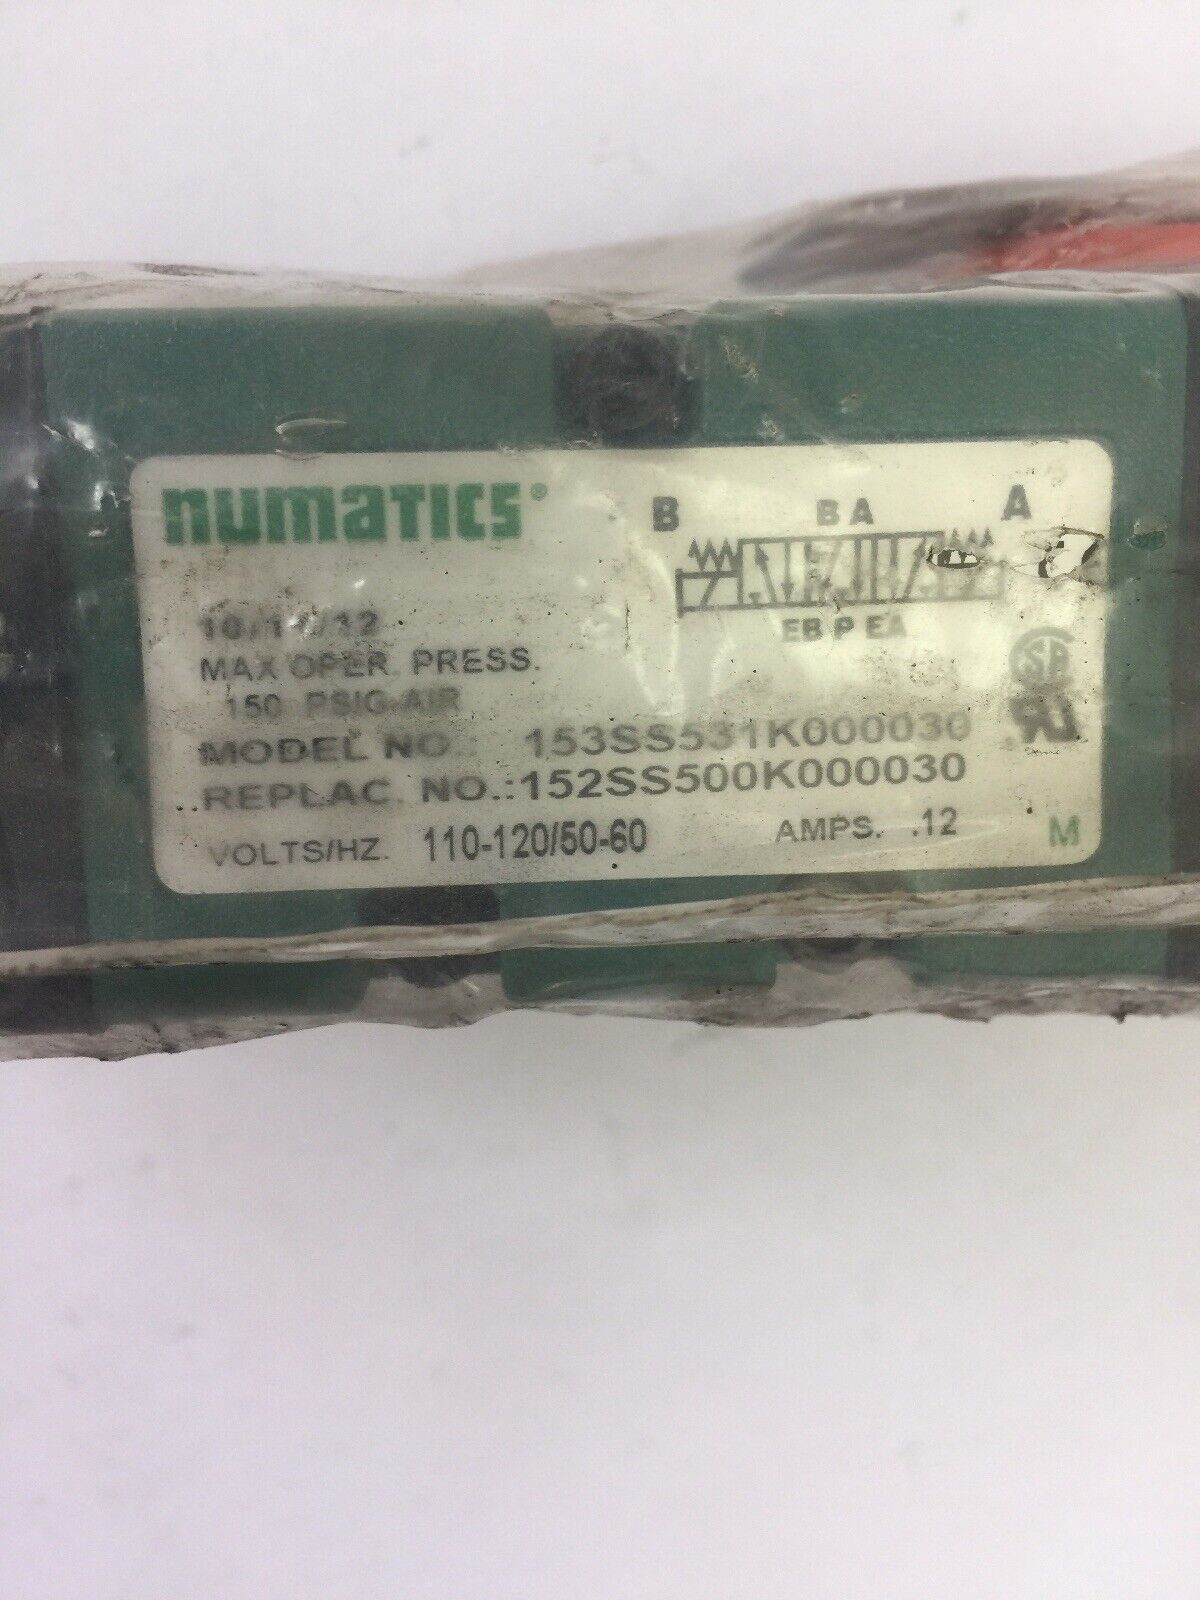 numatics®
B BA A
EB P EA
MAX OPER. PRESS.
150 PSIG-AIR
MODEL NO.: 153SS531K000030
REPLAC. NO.: 152SS500K000030
VOLTS/HZ. 110-120/50-60 AMPS. .12
M